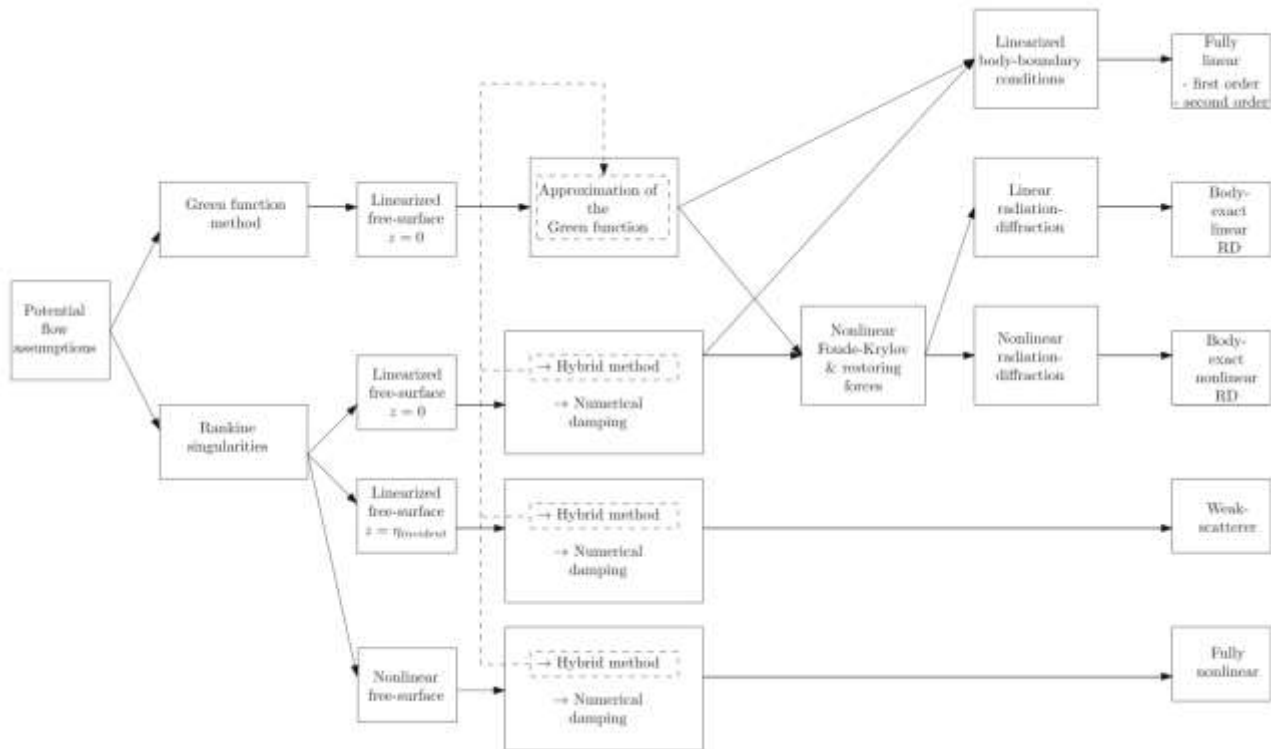 Linearized
body-boundary
conditions
Fully
linear
- first order
- second order
Green function
method
Linearized
free-surface
z = 0
Approximation of
the
Green function
Linear
radiation-
diffraction
Body-
exact
linear
RD
Potential
flow
assumptions
Linearized
free-surface
z = 0
→ Hybrid method
→ Numerical
damping
Nonlinear
Foude-Krylov
& restoring
forces
Nonlinear
radiation-
diffraction
Body-
exact
nonlinear
RD
Rankine
singularities
Linearized
free-surface
z = ηIncident
→ Hybrid method
→ Numerical
damping
Weak-
scatterer
Nonlinear
free-surface
→ Hybrid method
→ Numerical
damping
Fully
nonlinear